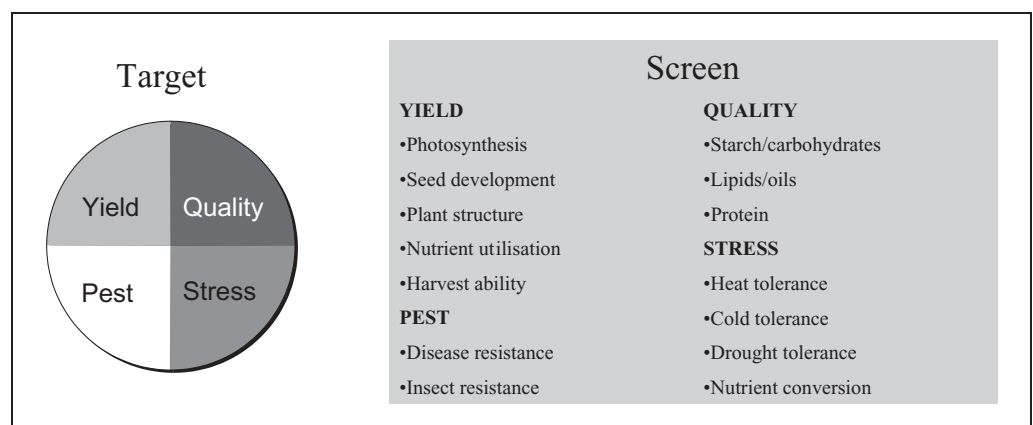 Target
Yield
Quality
Pest
Stress
Screen
YIELD
•Photosynthesis
•Seed development
•Plant structure
•Nutrient utilisation
•Harvest ability
PEST
•Disease resistance
•Insect resistance
QUALITY
•Starch/carbohydrates
•Lipids/oils
•Protein
STRESS
•Heat tolerance
•Cold tolerance
•Drought tolerance
•Nutrient conversion